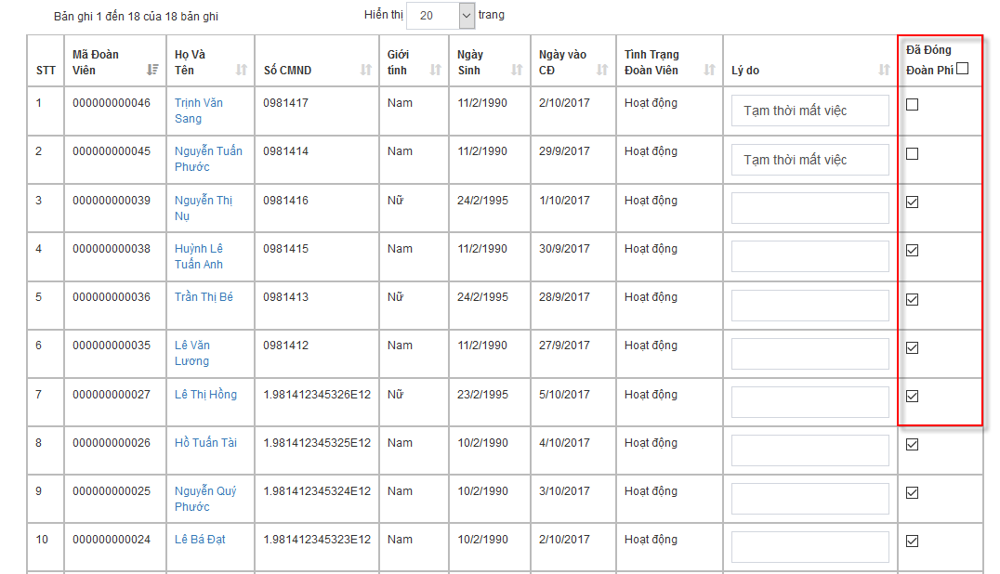 Bản ghi 1 đến 18 của 18 bản ghi Hiển thị 20 trang
STT Mã Đoàn Viên Họ Và Tên Số CMND Giới tính Ngày Sinh Ngày vào CĐ Tình Trạng Đoàn Viên Lý do Đã Đóng Đoàn Phí
1 000000000046 Trịnh Văn Sang 0981417 Nam 11/2/1990 2/10/2017 Hoạt động Tạm thời mất việc
2 000000000045 Nguyễn Tuấn Phước 0981414 Nam 11/2/1990 29/9/2017 Hoạt động Tạm thời mất việc
3 000000000039 Nguyễn Thị Nụ 0981416 Nữ 24/2/1995 1/10/2017 Hoạt động
4 000000000038 Huỳnh Lê Tuấn Anh 0981415 Nam 11/2/1990 30/9/2017 Hoạt động
5 000000000036 Trần Thị Bé 0981413 Nữ 24/2/1995 28/9/2017 Hoạt động
6 000000000035 Lê Văn Lương 0981412 Nam 11/2/1990 27/9/2017 Hoạt động
7 000000000027 Lê Thị Hồng 1.981412345326E12 Nữ 23/2/1995 5/10/2017 Hoạt động
8 000000000026 Hồ Tuấn Tài 1.981412345325E12 Nam 10/2/1990 4/10/2017 Hoạt động
9 000000000025 Nguyễn Quý Phước 1.981412345324E12 Nam 10/2/1990 3/10/2017 Hoạt động
10 000000000024 Lê Bá Đạt 1.981412345323E12 Nam 10/2/1990 2/10/2017 Hoạt động